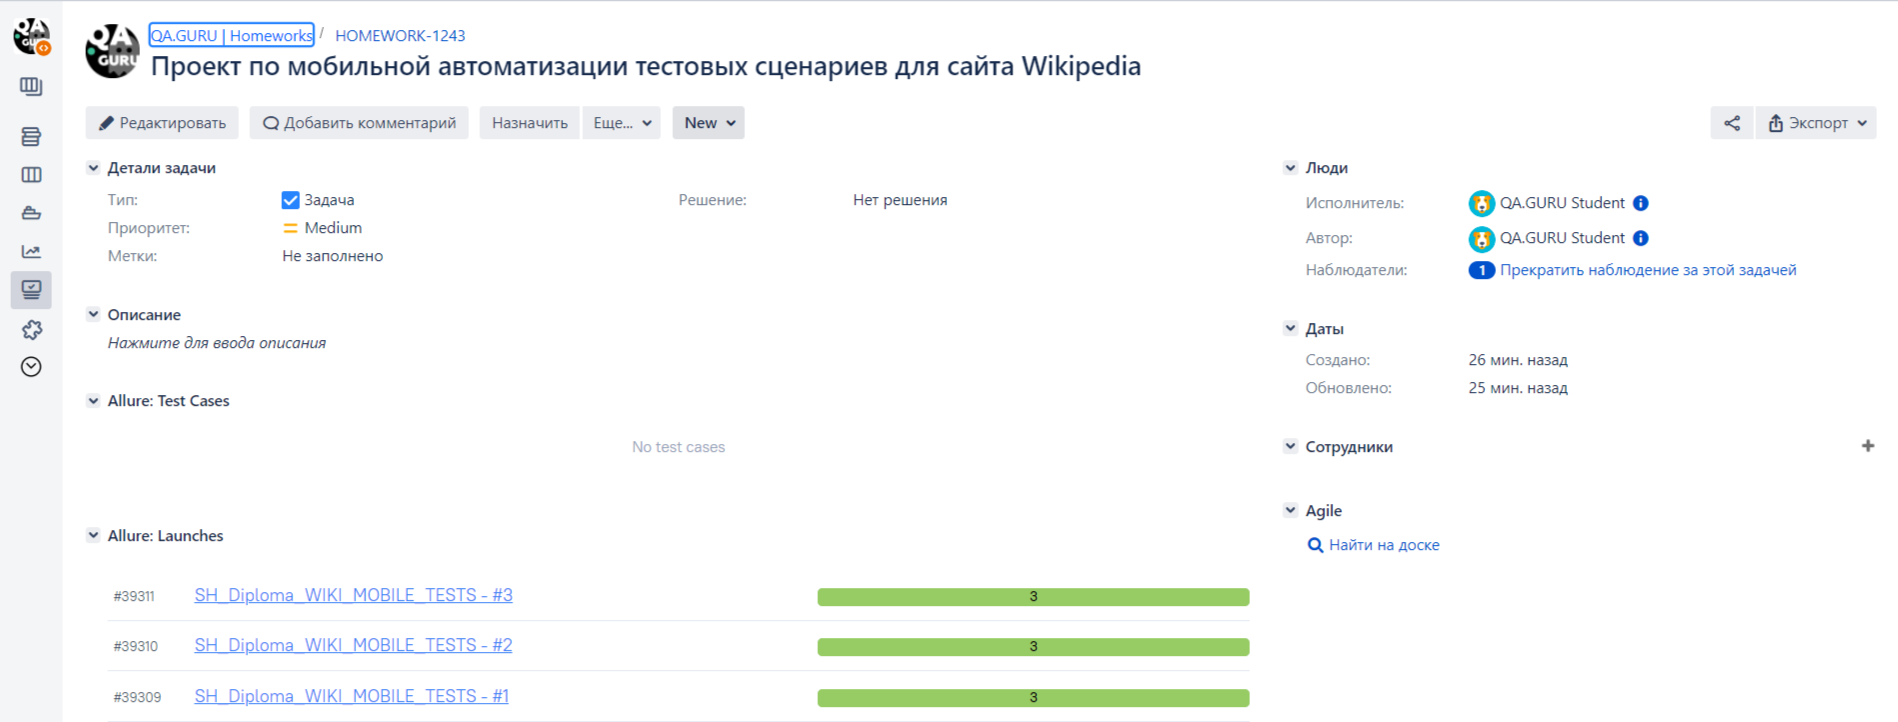 QA GURU
QA.GURU | Homeworks / HOMEWORK-1243
Проект по мобильной автоматизации тестовых сценариев для сайта Wikipedia
Редактировать Добавить комментарий Назначить Еще... New Экспорт
Детали задачи
Тип: Задача Решение: Нет решения
Приоритет: Medium
Метки: Не заполнено
Описание
Нажмите для ввода описания
Allure: Test Cases
No test cases
Allure: Launches
#39311 SH_Diploma_WIKI_MOBILE_TESTS - #3 3
#39310 SH_Diploma_WIKI_MOBILE_TESTS - #2 3
#39309 SH_Diploma_WIKI_MOBILE_TESTS - #1 3
Люди
Исполнитель: QA.GURU Student
Автор: QA.GURU Student
Наблюдатели: 1 Прекратить наблюдение за этой задачей
Даты
Создано: 26 мин. назад
Обновлено: 25 мин. назад
Сотрудники
Agile
Найти на доске